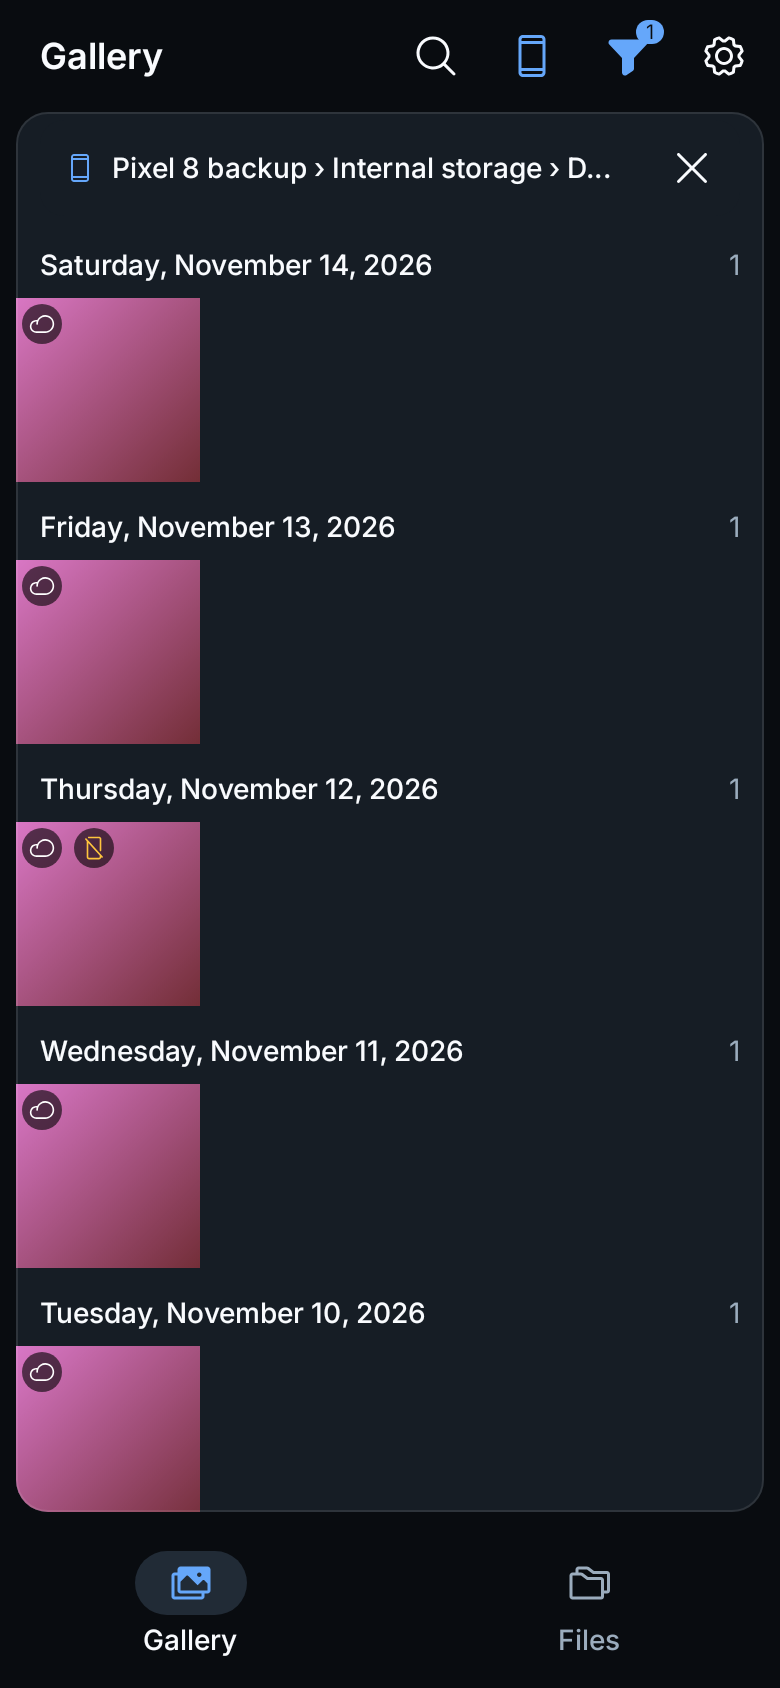 Gallery
1
Pixel 8 backup › Internal storage › D...
Saturday, November 14, 2026 1
Friday, November 13, 2026 1
Thursday, November 12, 2026 1
Wednesday, November 11, 2026 1
Tuesday, November 10, 2026 1
Gallery
Files